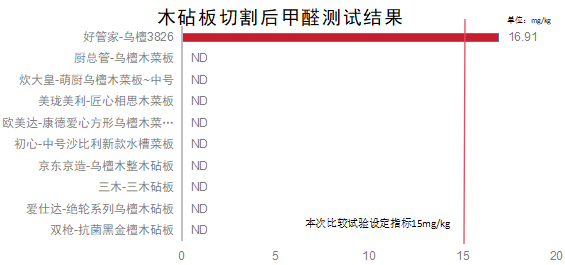 木砧板切割后甲醛测试结果
单位：mg/kg
好管家-乌檀3826 16.91
厨总管-乌檀木菜板 ND
炊大皇-萌厨乌檀木菜板~中号 ND
美珑美利-匠心相思木菜板 ND
欧美达-康德爱心方形乌檀木菜… ND
初心-中号沙比利新款水槽菜板 ND
京东京造-乌檀木整木砧板 ND
三木-三木砧板 ND
爱仕达-绝轮系列乌檀木砧板 ND
双枪-抗菌黑金檀木砧板 ND
本次比较试验设定指标15mg/kg
0 5 10 15 20